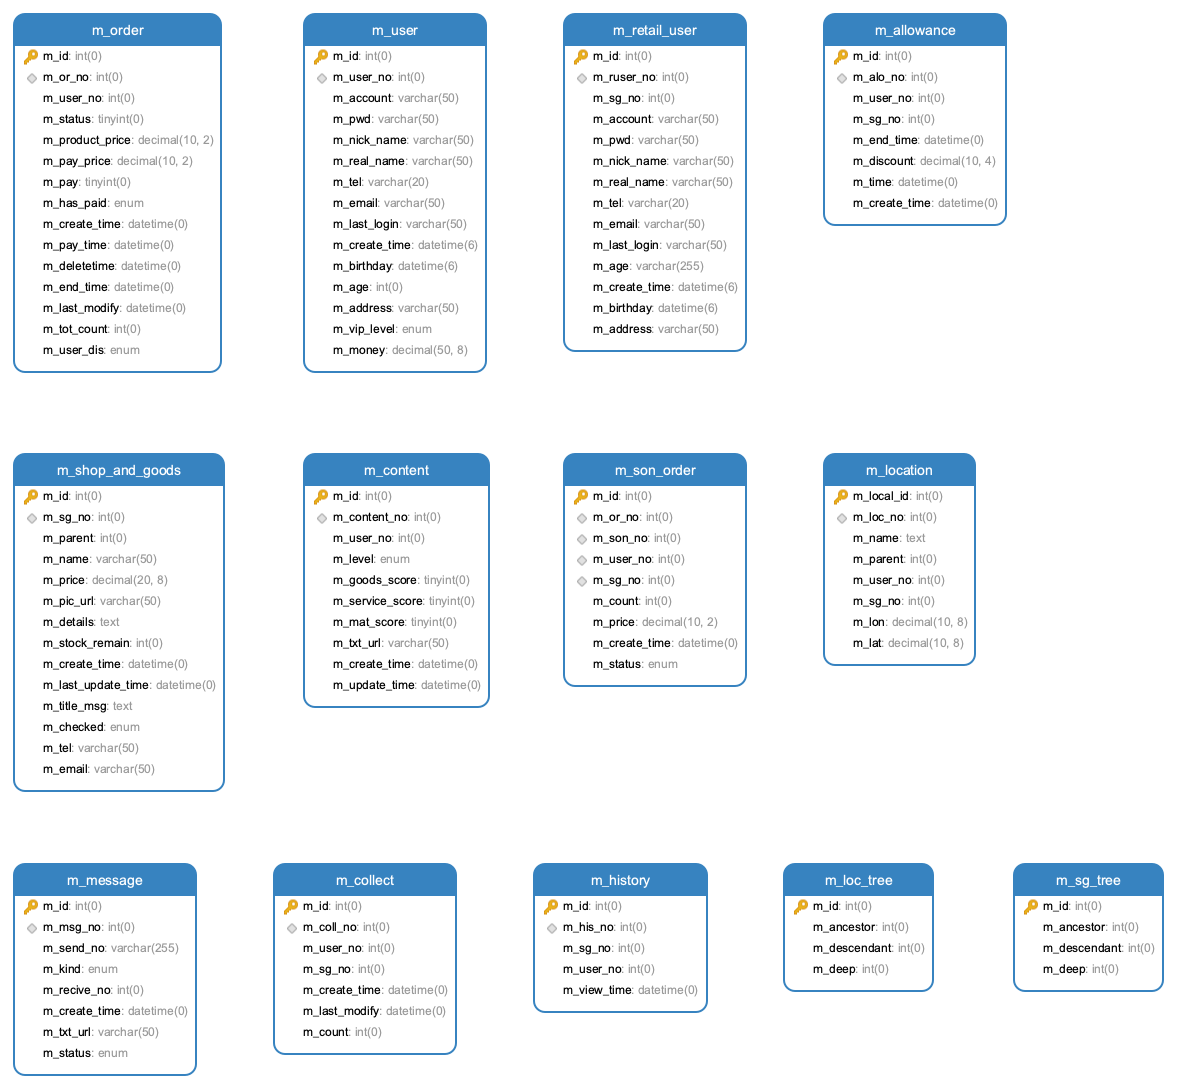 m_order
m_id: int(0)
m_or_no: int(0)
m_user_no: int(0)
m_status: tinyint(0)
m_product_price: decimal(10, 2)
m_pay_price: decimal(10, 2)
m_pay: tinyint(0)
m_has_paid: enum
m_create_time: datetime(0)
m_pay_time: datetime(0)
m_deletetime: datetime(0)
m_end_time: datetime(0)
m_last_modify: datetime(0)
m_tot_count: int(0)
m_user_dis: enum
m_user
m_id: int(0)
m_user_no: int(0)
m_account: varchar(50)
m_pwd: varchar(50)
m_nick_name: varchar(50)
m_real_name: varchar(50)
m_tel: varchar(20)
m_email: varchar(50)
m_last_login: varchar(50)
m_create_time: datetime(6)
m_birthday: datetime(6)
m_age: int(0)
m_address: varchar(50)
m_vip_level: enum
m_money: decimal(50, 8)
m_retail_user
m_id: int(0)
m_ruser_no: int(0)
m_sg_no: int(0)
m_account: varchar(50)
m_pwd: varchar(50)
m_nick_name: varchar(50)
m_real_name: varchar(50)
m_tel: varchar(20)
m_email: varchar(50)
m_last_login: varchar(50)
m_age: varchar(255)
m_create_time: datetime(6)
m_birthday: datetime(6)
m_address: varchar(50)
m_allowance
m_id: int(0)
m_alo_no: int(0)
m_user_no: int(0)
m_sg_no: int(0)
m_end_time: datetime(0)
m_discount: decimal(10, 4)
m_time: datetime(0)
m_create_time: datetime(0)
m_shop_and_goods
m_id: int(0)
m_sg_no: int(0)
m_parent: int(0)
m_name: varchar(50)
m_price: decimal(20, 8)
m_pic_url: varchar(50)
m_details: text
m_stock_remain: int(0)
m_create_time: datetime(0)
m_last_update_time: datetime(0)
m_title_msg: text
m_checked: enum
m_tel: varchar(50)
m_email: varchar(50)
m_content
m_id: int(0)
m_content_no: int(0)
m_user_no: int(0)
m_level: enum
m_goods_score: tinyint(0)
m_service_score: tinyint(0)
m_mat_score: tinyint(0)
m_txt_url: varchar(50)
m_create_time: datetime(0)
m_update_time: datetime(0)
m_son_order
m_id: int(0)
m_or_no: int(0)
m_son_no: int(0)
m_user_no: int(0)
m_sg_no: int(0)
m_count: int(0)
m_price: decimal(10, 2)
m_create_time: datetime(0)
m_status: enum
m_location
m_local_id: int(0)
m_loc_no: int(0)
m_name: text
m_parent: int(0)
m_user_no: int(0)
m_sg_no: int(0)
m_lon: decimal(10, 8)
m_lat: decimal(10, 8)
m_message
m_id: int(0)
m_msg_no: int(0)
m_send_no: varchar(255)
m_kind: enum
m_recive_no: int(0)
m_create_time: datetime(0)
m_txt_url: varchar(50)
m_status: enum
m_collect
m_id: int(0)
m_coll_no: int(0)
m_user_no: int(0)
m_sg_no: int(0)
m_create_time: datetime(0)
m_last_modify: datetime(0)
m_count: int(0)
m_history
m_id: int(0)
m_his_no: int(0)
m_sg_no: int(0)
m_user_no: int(0)
m_view_time: datetime(0)
m_loc_tree
m_id: int(0)
m_ancestor: int(0)
m_descendant: int(0)
m_deep: int(0)
m_sg_tree
m_id: int(0)
m_ancestor: int(0)
m_descendant: int(0)
m_deep: int(0)